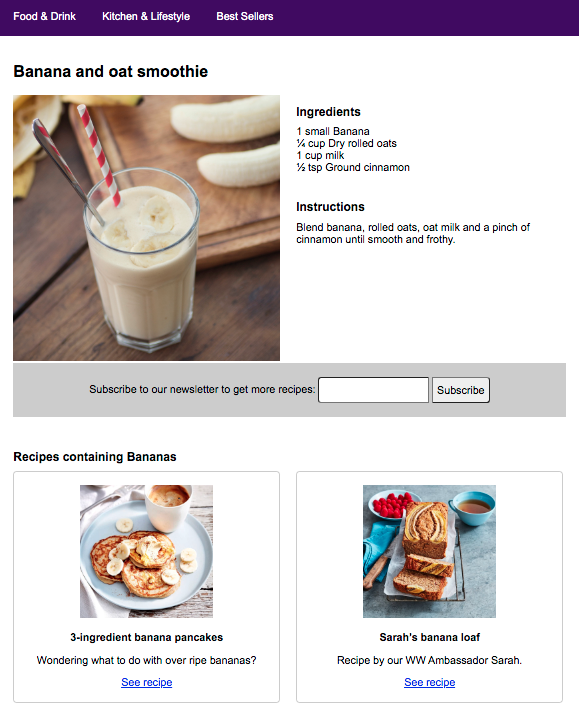 Food & Drink Kitchen & Lifestyle Best Sellers
Banana and oat smoothie
Ingredients
1 small Banana
¼ cup Dry rolled oats
1 cup milk
½ tsp Ground cinnamon
Instructions
Blend banana, rolled oats, oat milk and a pinch of
cinnamon until smooth and frothy.
Subscribe to our newsletter to get more recipes: Subscribe
Recipes containing Bananas
3-ingredient banana pancakes
Wondering what to do with over ripe bananas?
See recipe
Sarah's banana loaf
Recipe by our WW Ambassador Sarah.
See recipe